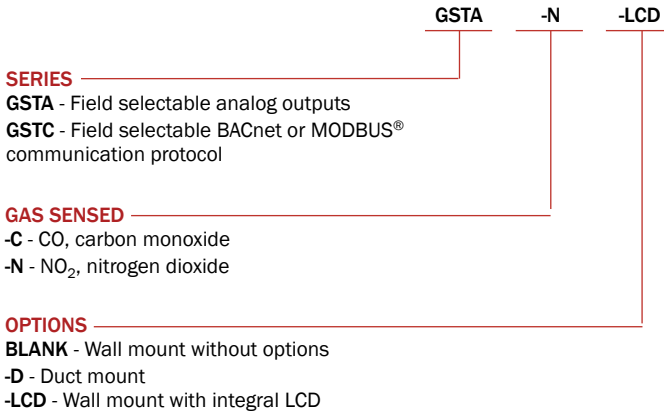 GSTA -N -LCD
SERIES
GSTA - Field selectable analog outputs
GSTC - Field selectable BACnet or MODBUS®
communication protocol
GAS SENSED
-C - CO, carbon monoxide
-N - NO₂, nitrogen dioxide
OPTIONS
BLANK - Wall mount without options
-D - Duct mount
-LCD - Wall mount with integral LCD